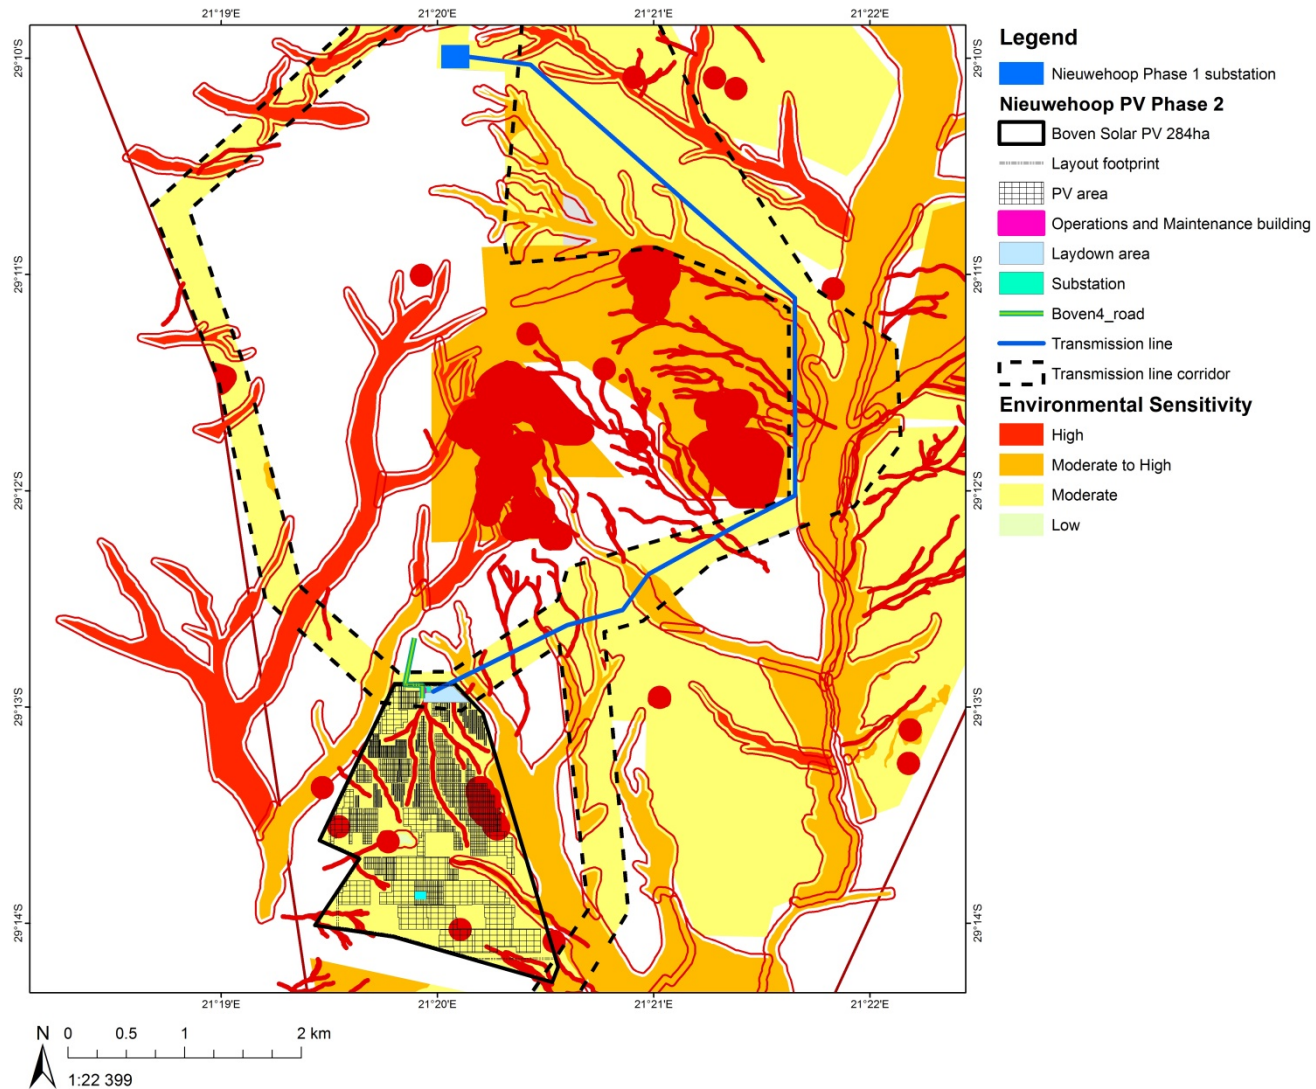 21°19'E
21°20'E
21°21'E
21°22'E
29°10'S
29°10'S
29°11'S
29°11'S
29°12'S
29°12'S
29°13'S
29°13'S
29°14'S
29°14'S
21°19'E
21°20'E
21°21'E
21°22'E
N
0 0.5 1 2 km
1:22 399
Legend
Nieuwehoop Phase 1 substation
Nieuwehoop PV Phase 2
Boven Solar PV 284ha
Layout footprint
PV area
Operations and Maintenance building
Laydown area
Substation
Boven4_road
Transmission line
Transmission line corridor
Environmental Sensitivity
High
Moderate to High
Moderate
Low